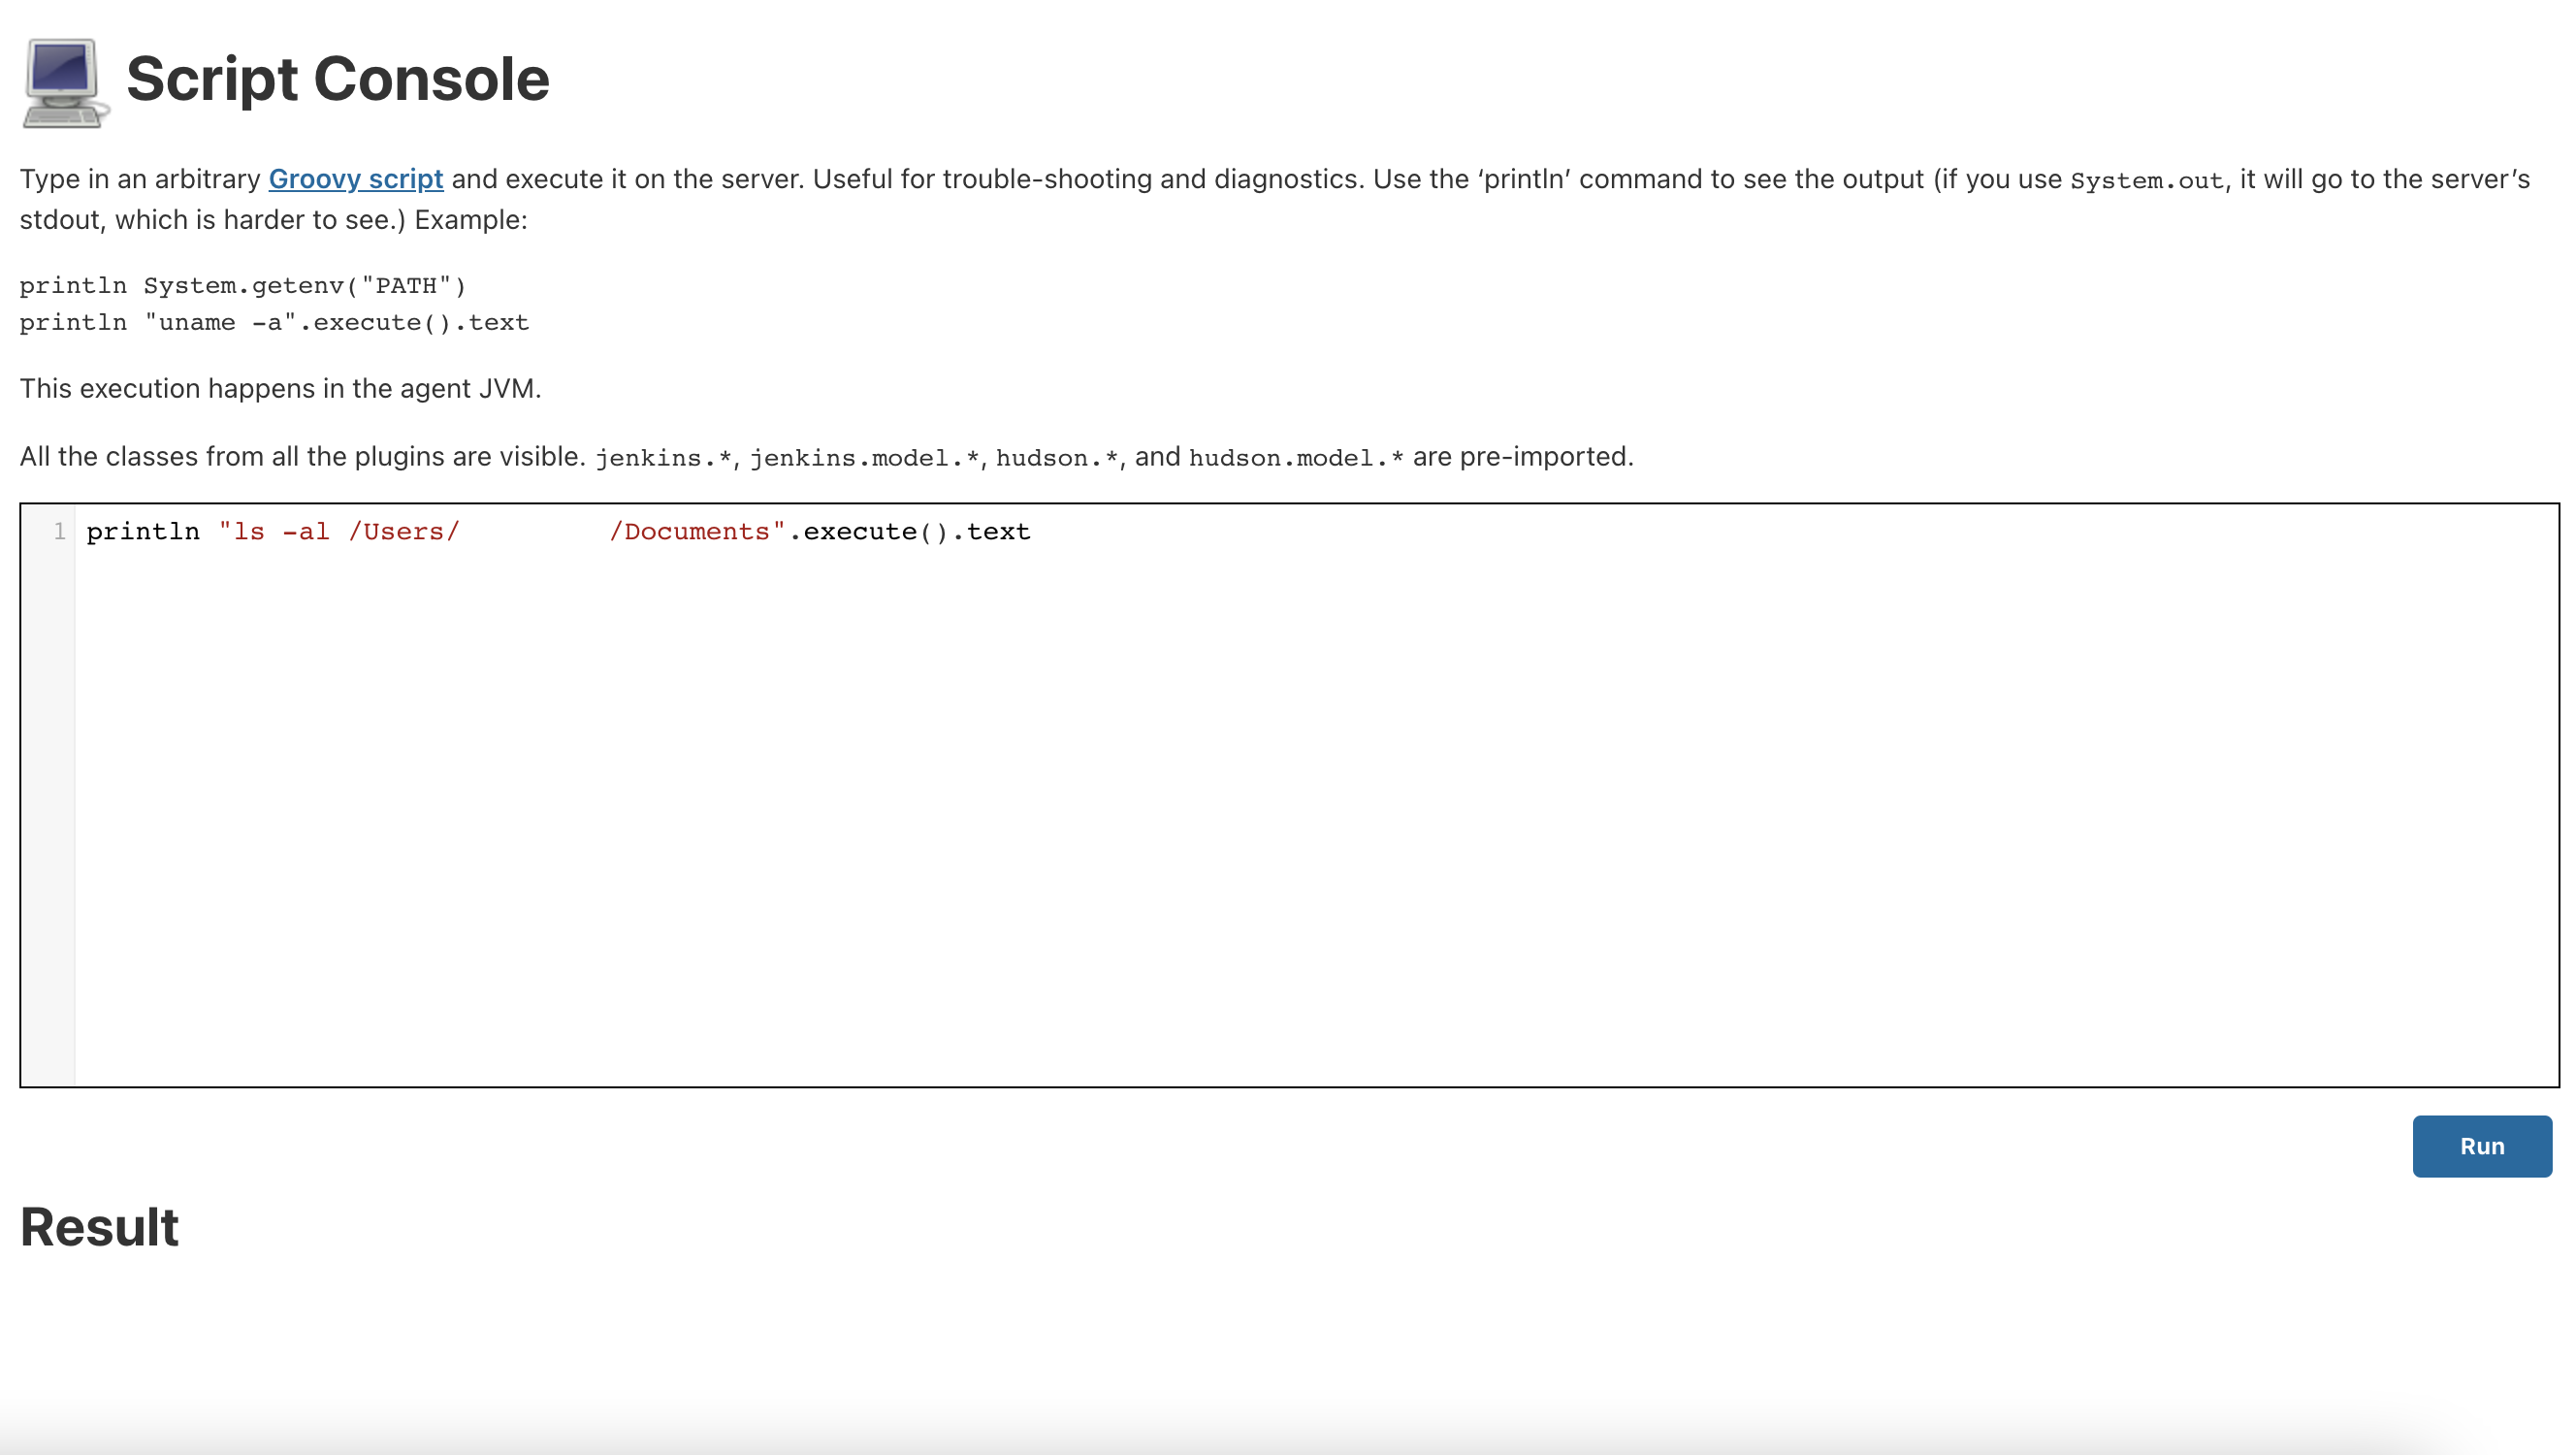 Script Console
Type in an arbitrary Groovy script and execute it on the server. Useful for trouble-shooting and diagnostics. Use the ‘println’ command to see the output (if you use System.out, it will go to the server’s
stdout, which is harder to see.) Example:
println System.getenv("PATH")
println "uname -a".execute().text
This execution happens in the agent JVM.
All the classes from all the plugins are visible. jenkins.*, jenkins.model.*, hudson.*, and hudson.model.* are pre-imported.
1 println "ls -al /Users/ /Documents".execute().text
Run
Result